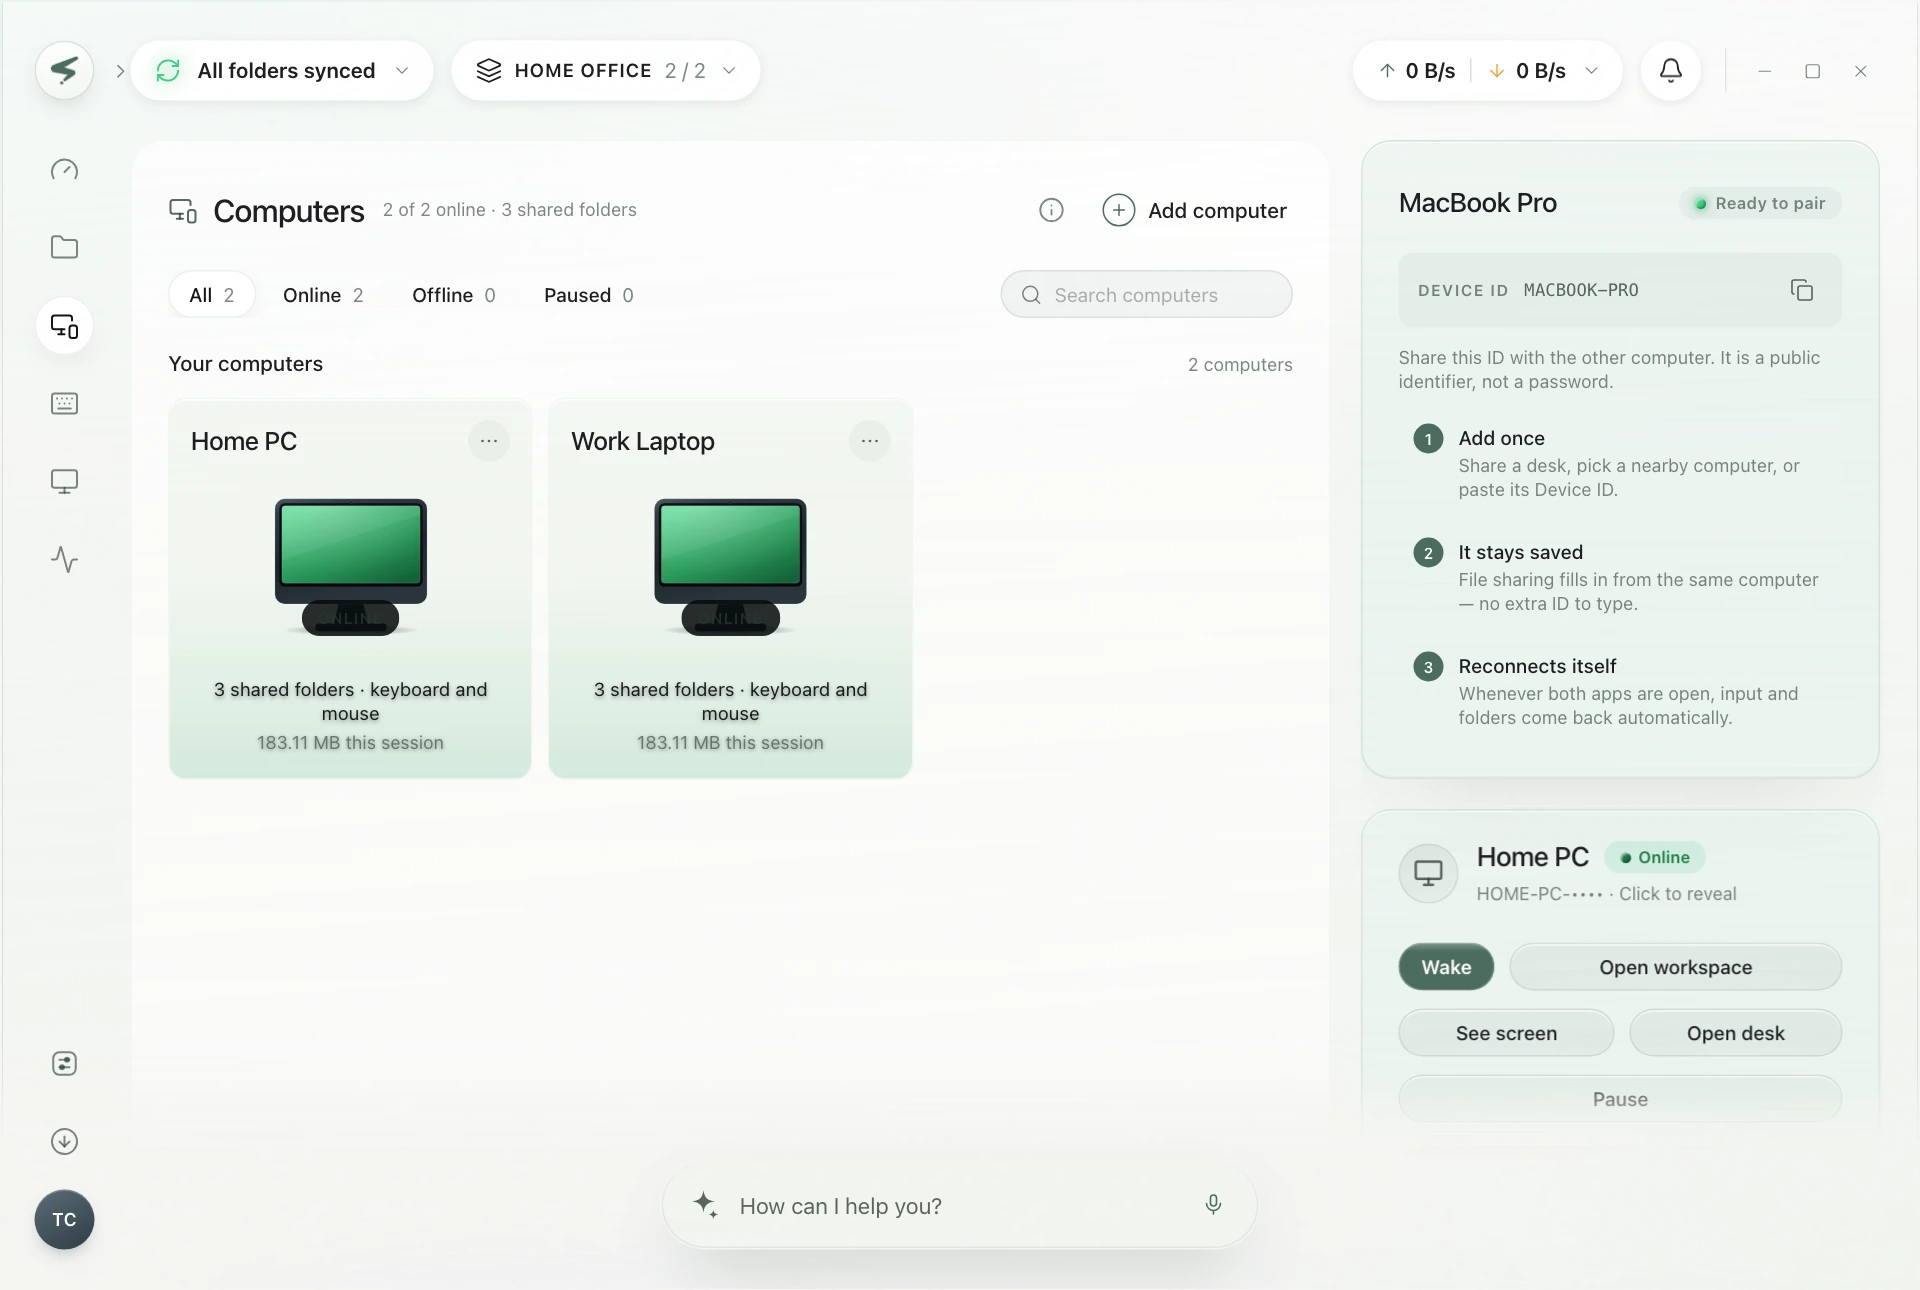 All folders synced
HOME OFFICE 2 / 2
0 B/s
0 B/s
Computers
2 of 2 online · 3 shared folders
Add computer
All 2
Online 2
Offline 0
Paused 0
Search computers
Your computers
2 computers
Home PC
ONLINE
3 shared folders · keyboard and
mouse
183.11 MB this session
Work Laptop
ONLINE
3 shared folders · keyboard and
mouse
183.11 MB this session
MacBook Pro
Ready to pair
DEVICE ID MACBOOK-PRO
Share this ID with the other computer. It is a public
identifier, not a password.
1
Add once
Share a desk, pick a nearby computer, or
paste its Device ID.
2
It stays saved
File sharing fills in from the same computer
— no extra ID to type.
3
Reconnects itself
Whenever both apps are open, input and
folders come back automatically.
Home PC
Online
HOME-PC-•••• · Click to reveal
Wake
Open workspace
See screen
Open desk
Pause
TC
How can I help you?